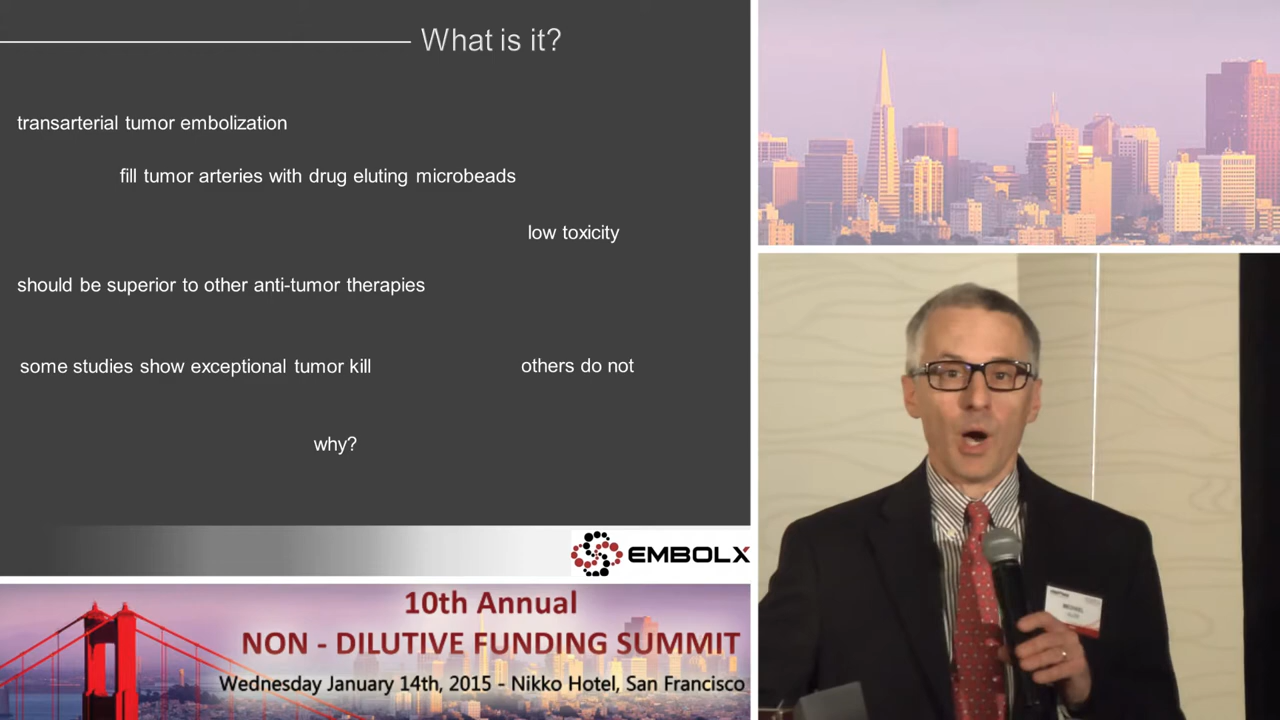 What is it?
transarterial tumor embolization
fill tumor arteries with drug eluting microbeads
low toxicity
should be superior to other anti-tumor therapies
some studies show exceptional tumor kill
others do not
why?
EMBOLX
10th Annual
NON - DILUTIVE FUNDING SUMMIT
Wednesday January 14th, 2015 - Nikko Hotel, San Francisco
MICHAEL